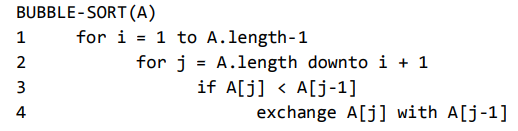 BUBBLE-SORT(A)
1 for i = 1 to A.length-1
2 for j = A.length downto i + 1
3 if A[j] < A[j-1]
4 exchange A[j] with A[j-1]